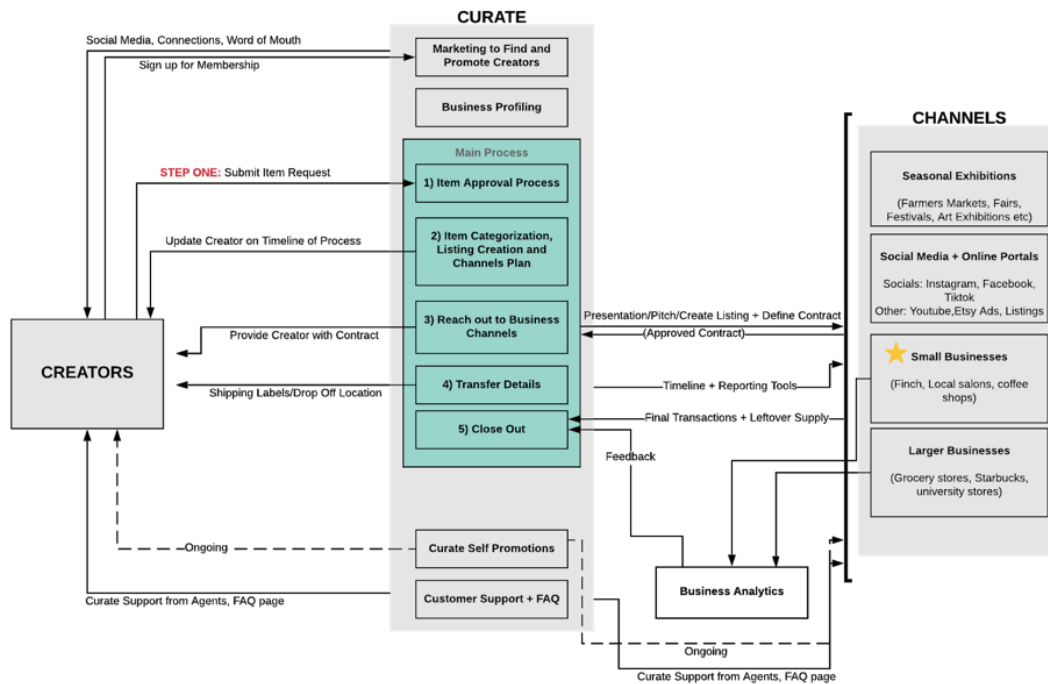 CURATE
Social Media, Connections, Word of Mouth
Sign up for Membership
Marketing to Find and
Promote Creators
Business Profiling
Main Process
STEP ONE: Submit Item Request
1) Item Approval Process
Update Creator on Timeline of Process
2) Item Categorization,
Listing Creation and
Channels Plan
Provide Creator with Contract
3) Reach out to Business
Channels
Presentation/Pitch/Create Listing + Define Contract
(Approved Contract)
CREATORS
Shipping Labels/Drop Off Location
4) Transfer Details
Timeline + Reporting Tools
5) Close Out
Final Transactions + Leftover Supply
Feedback
Ongoing
Curate Self Promotions
Curate Support from Agents, FAQ page
Customer Support + FAQ
Business Analytics
Ongoing
Curate Support from Agents, FAQ page
CHANNELS
Seasonal Exhibitions
(Farmers Markets, Fairs,
Festivals, Art Exhibitions etc)
Social Media + Online Portals
Socials: Instagram, Facebook,
Tiktok
Other: Youtube,Etsy Ads, Listings
Small Businesses
(Finch, Local salons, coffee
shops)
Larger Businesses
(Grocery stores, Starbucks,
university stores)